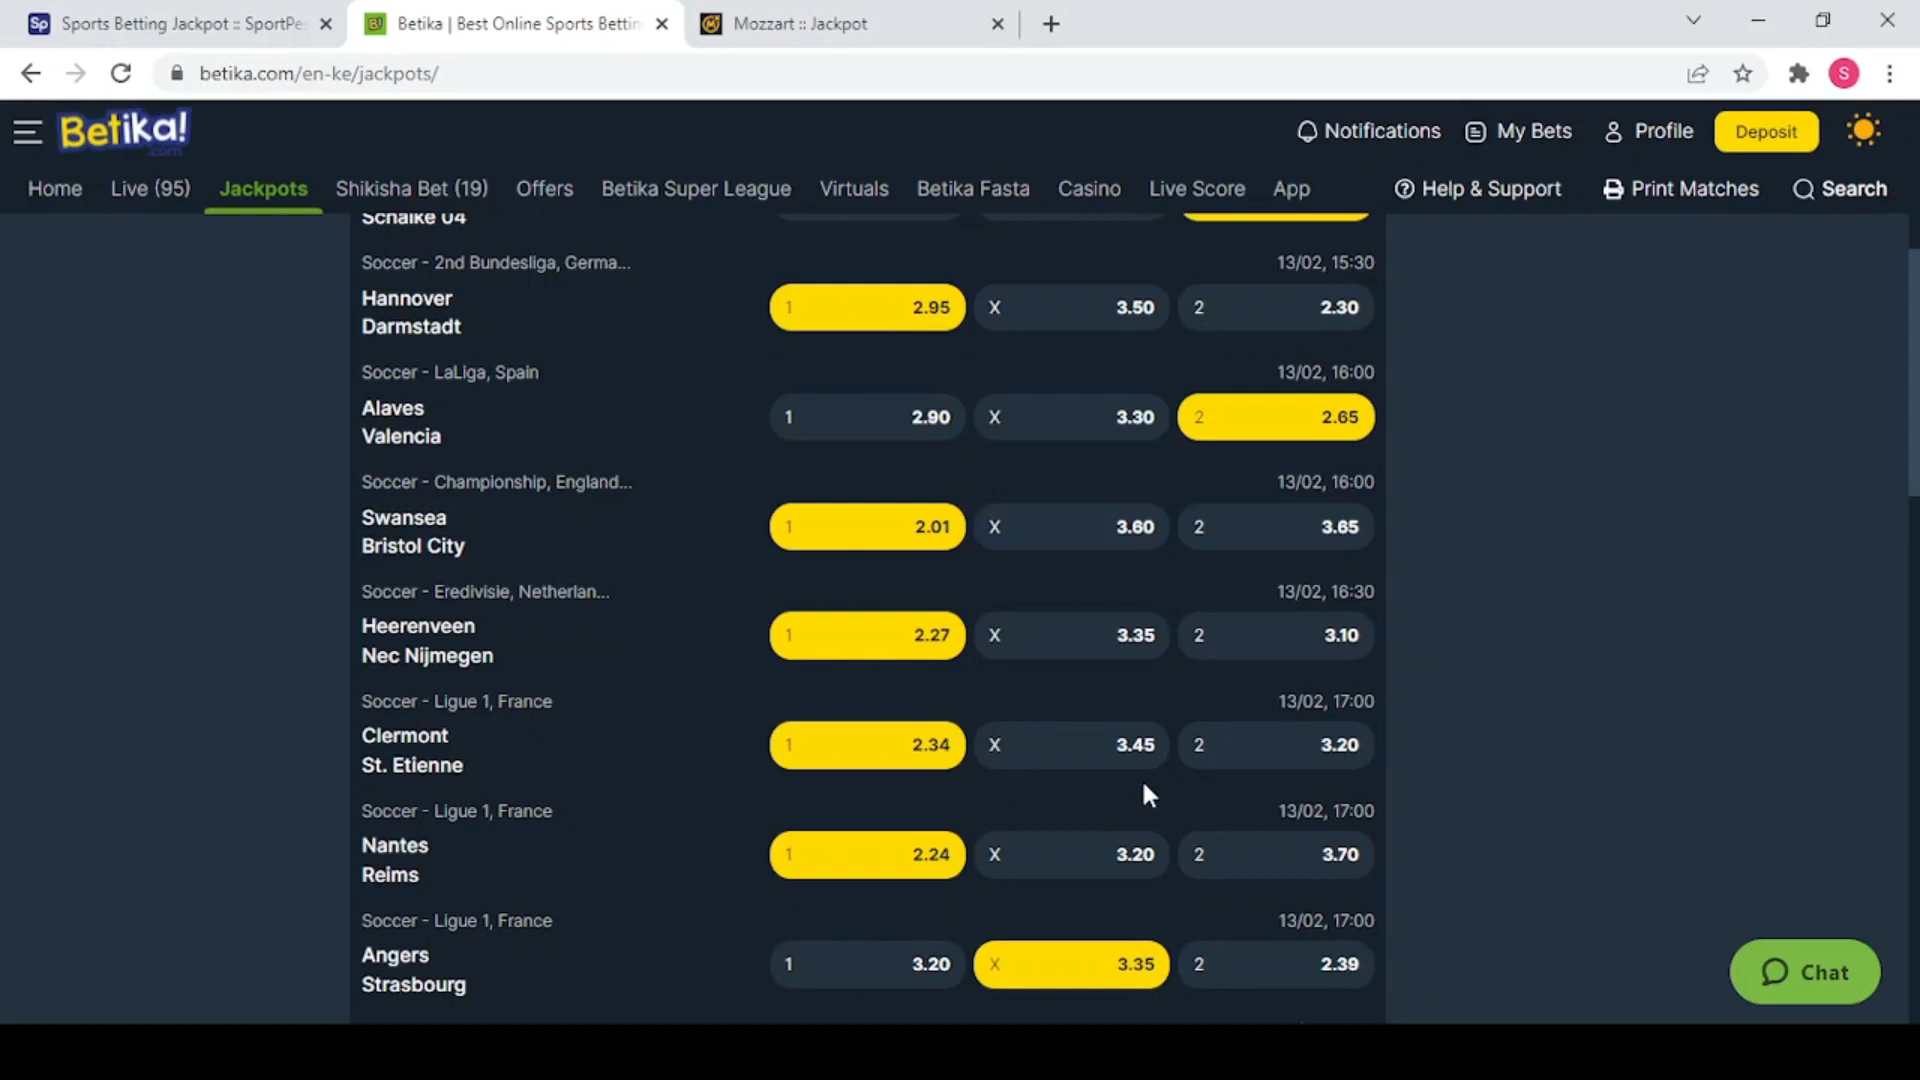 Sp Sports Betting Jackpot :: SportPe
B! Betika | Best Online Sports Bettin
Mozzart :: Jackpot
betika.com/en-ke/jackpots/
S
Betika!
.com
Notifications
My Bets
Profile
Deposit
Home
Live (95)
Jackpots
Shikisha Bet (19)
Offers
Betika Super League
Virtuals
Betika Fasta
Casino
Live Score
App
Help & Support
Print Matches
Search
Schalke 04
Soccer - 2nd Bundesliga, Germa... 13/02, 15:30
Hannover
Darmstadt
1 2.95 X 3.50 2 2.30
Soccer - LaLiga, Spain 13/02, 16:00
Alaves
Valencia
1 2.90 X 3.30 2 2.65
Soccer - Championship, England... 13/02, 16:00
Swansea
Bristol City
1 2.01 X 3.60 2 3.65
Soccer - Eredivisie, Netherlan... 13/02, 16:30
Heerenveen
Nec Nijmegen
1 2.27 X 3.35 2 3.10
Soccer - Ligue 1, France 13/02, 17:00
Clermont
St. Etienne
1 2.34 X 3.45 2 3.20
Soccer - Ligue 1, France 13/02, 17:00
Nantes
Reims
1 2.24 X 3.20 2 3.70
Soccer - Ligue 1, France 13/02, 17:00
Angers
Strasbourg
1 3.20 X 3.35 2 2.39
Chat